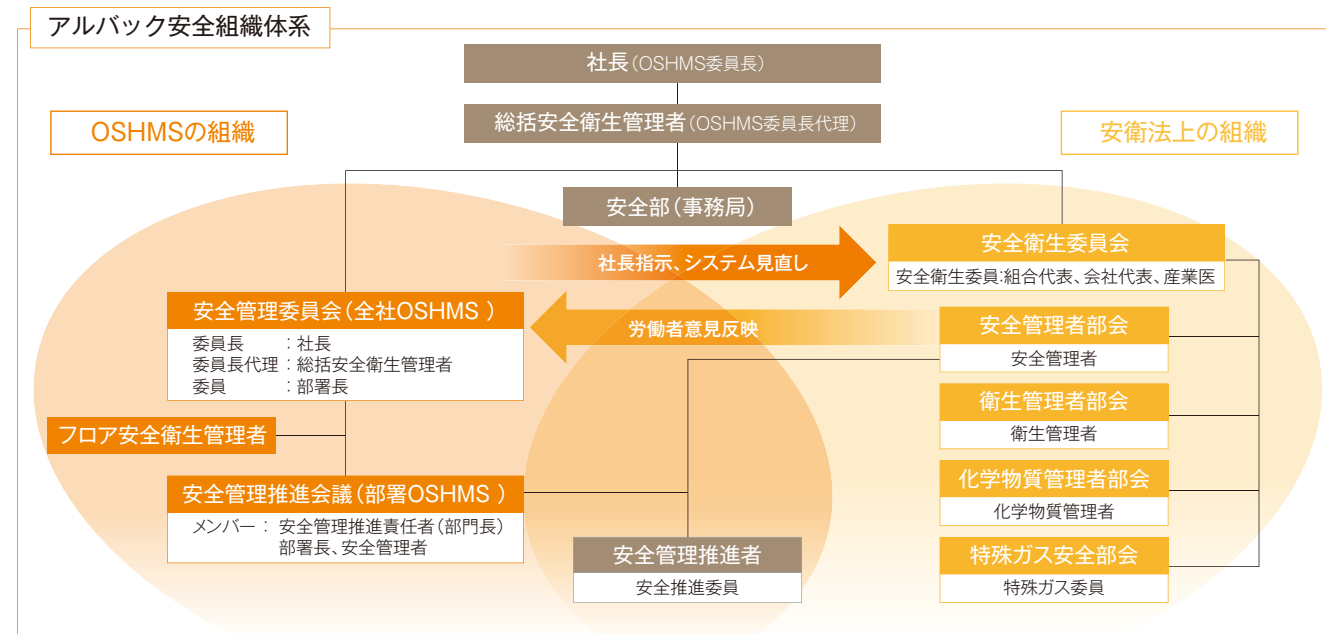 アルバック安全組織体系
社長（OSHMS委員長）
総括安全衛生管理者（OSHMS委員長代理）
OSHMSの組織
安衛法上の組織
安全部（事務局）
社長指示、システム見直し
労働者意見反映
安全管理委員会（全社OSHMS ）
委員長　　：社長
委員長代理：総括安全衛生管理者
委員　　　：部署長
フロア安全衛生管理者
安全管理推進会議（部署OSHMS ）
メンバー： 安全管理推進責任者（部門長）
部署長、安全管理者
安全管理推進者
安全推進委員
安全衛生委員会
安全衛生委員：組合代表、会社代表、産業医
安全管理者部会
安全管理者
衛生管理者部会
衛生管理者
化学物質管理者部会
化学物質管理者
特殊ガス安全部会
特殊ガス委員